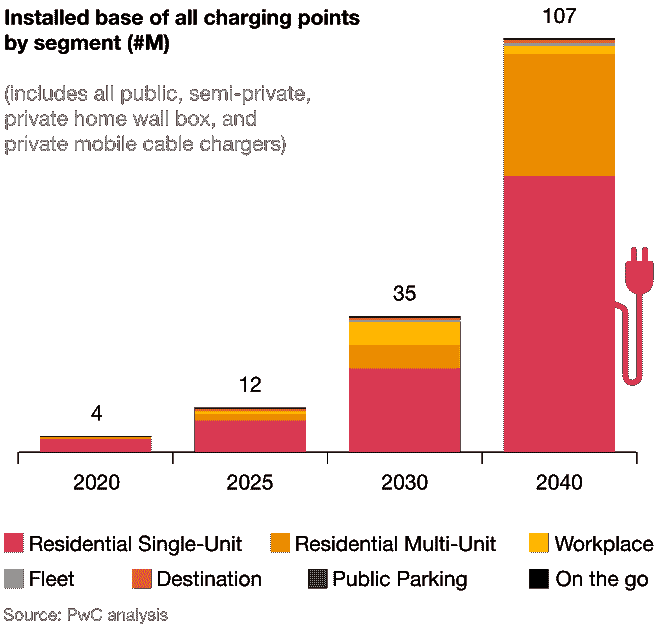 Installed base of all charging points
by segment (#M)
(includes all public, semi-private,
private home wall box, and
private mobile cable chargers)
107
35
12
4
2020 2025 2030 2040
Residential Single-Unit Residential Multi-Unit Workplace
Fleet Destination Public Parking On the go
Source: PwC analysis